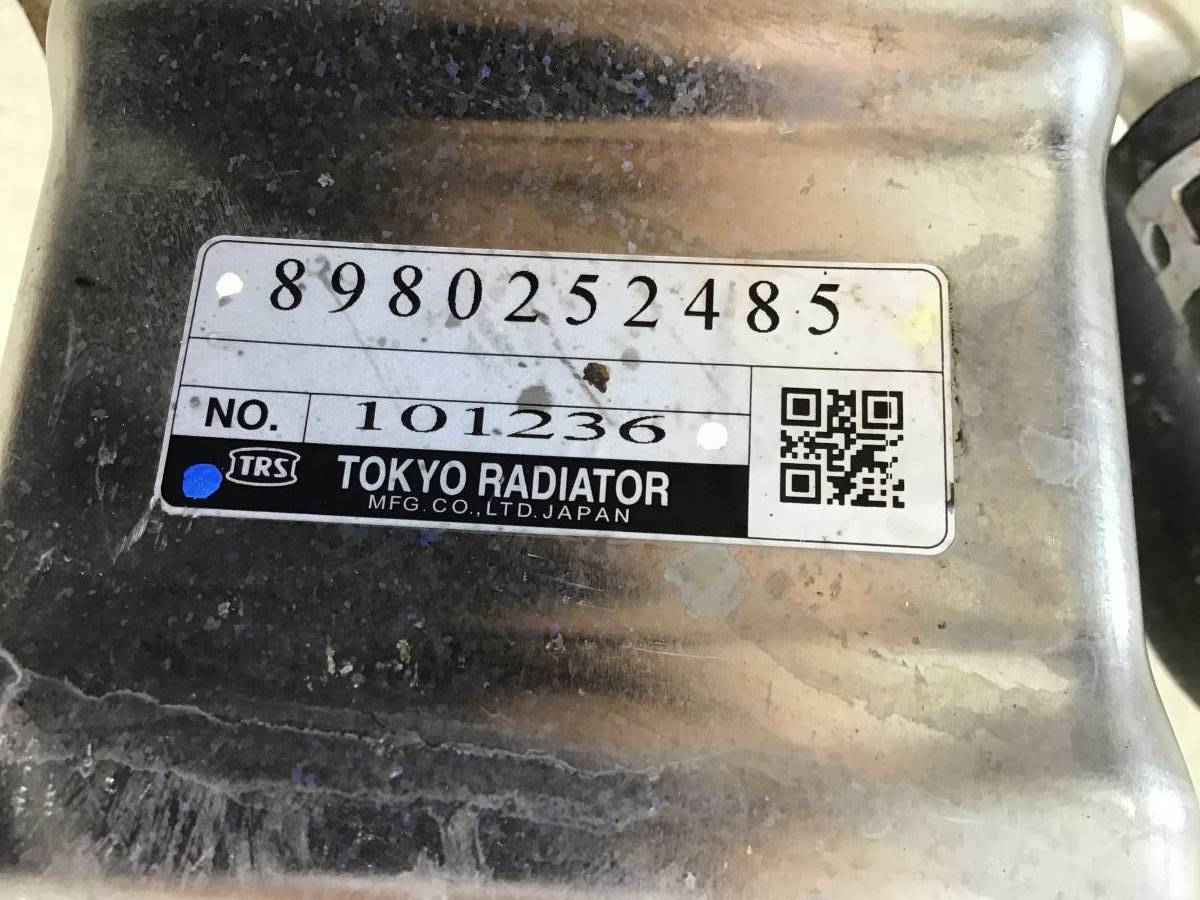 8980252485
NO. 101236
TRS TOKYO RADIATOR
MFG. CO., LTD. JAPAN